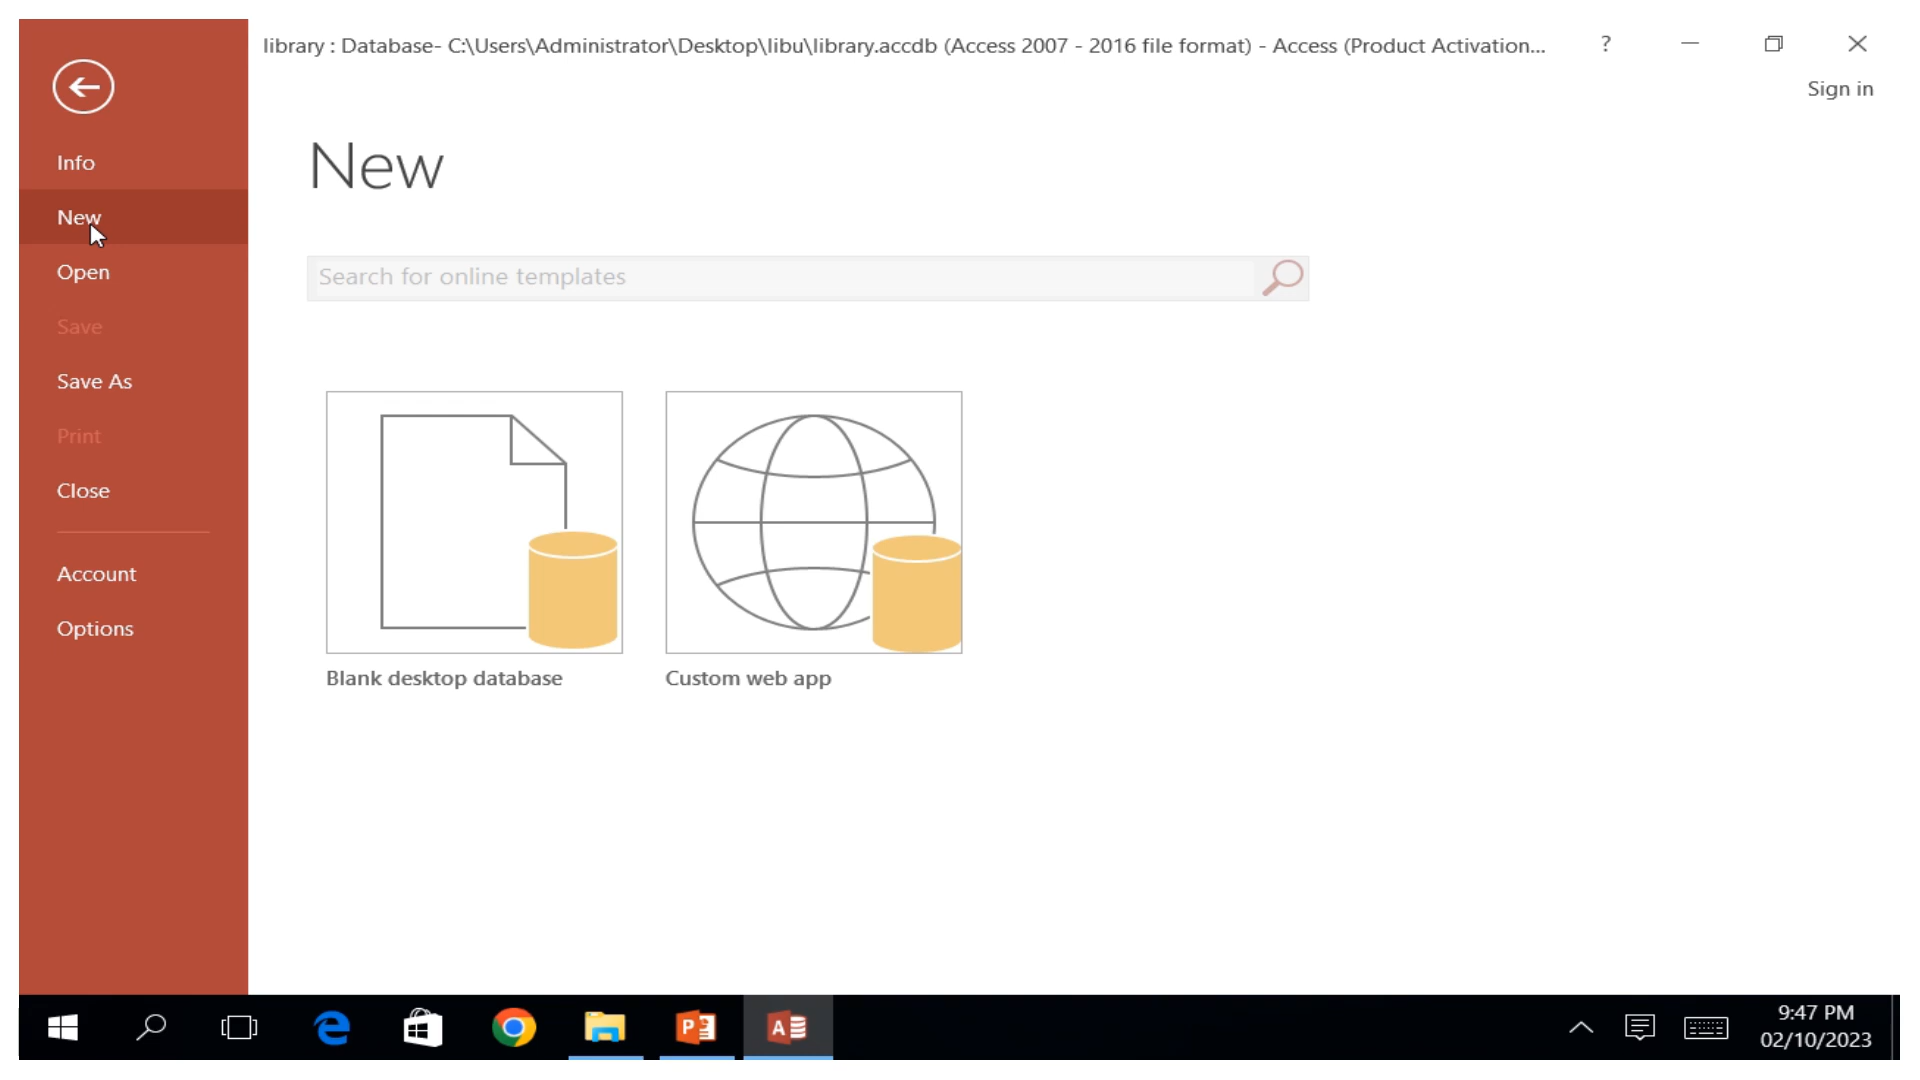 library : Database- C:\Users\Administrator\Desktop\libu\library.accdb (Access 2007 - 2016 file format) - Access (Product Activation...
?
Sign in
Info
New
Open
Save
Save As
Print
Close
Account
Options
New
Search for online templates
Blank desktop database
Custom web app
9:47 PM
02/10/2023